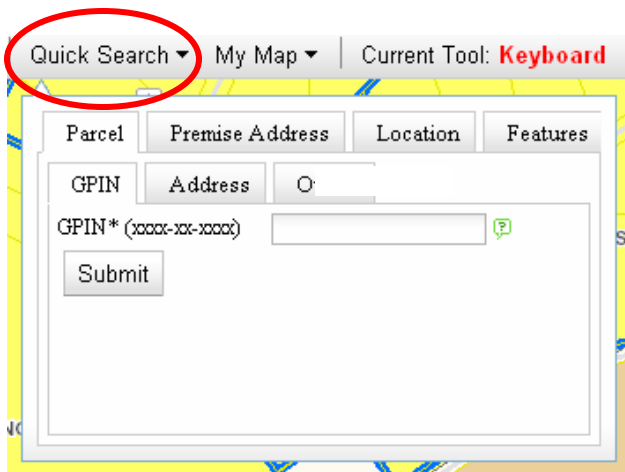 Quick Search ▾ My Map ▾ Current Tool: Keyboard
Parcel Premise Address Location Features
GPIN Address
GPIN* (xxxx-xx-xxxx)
Submit